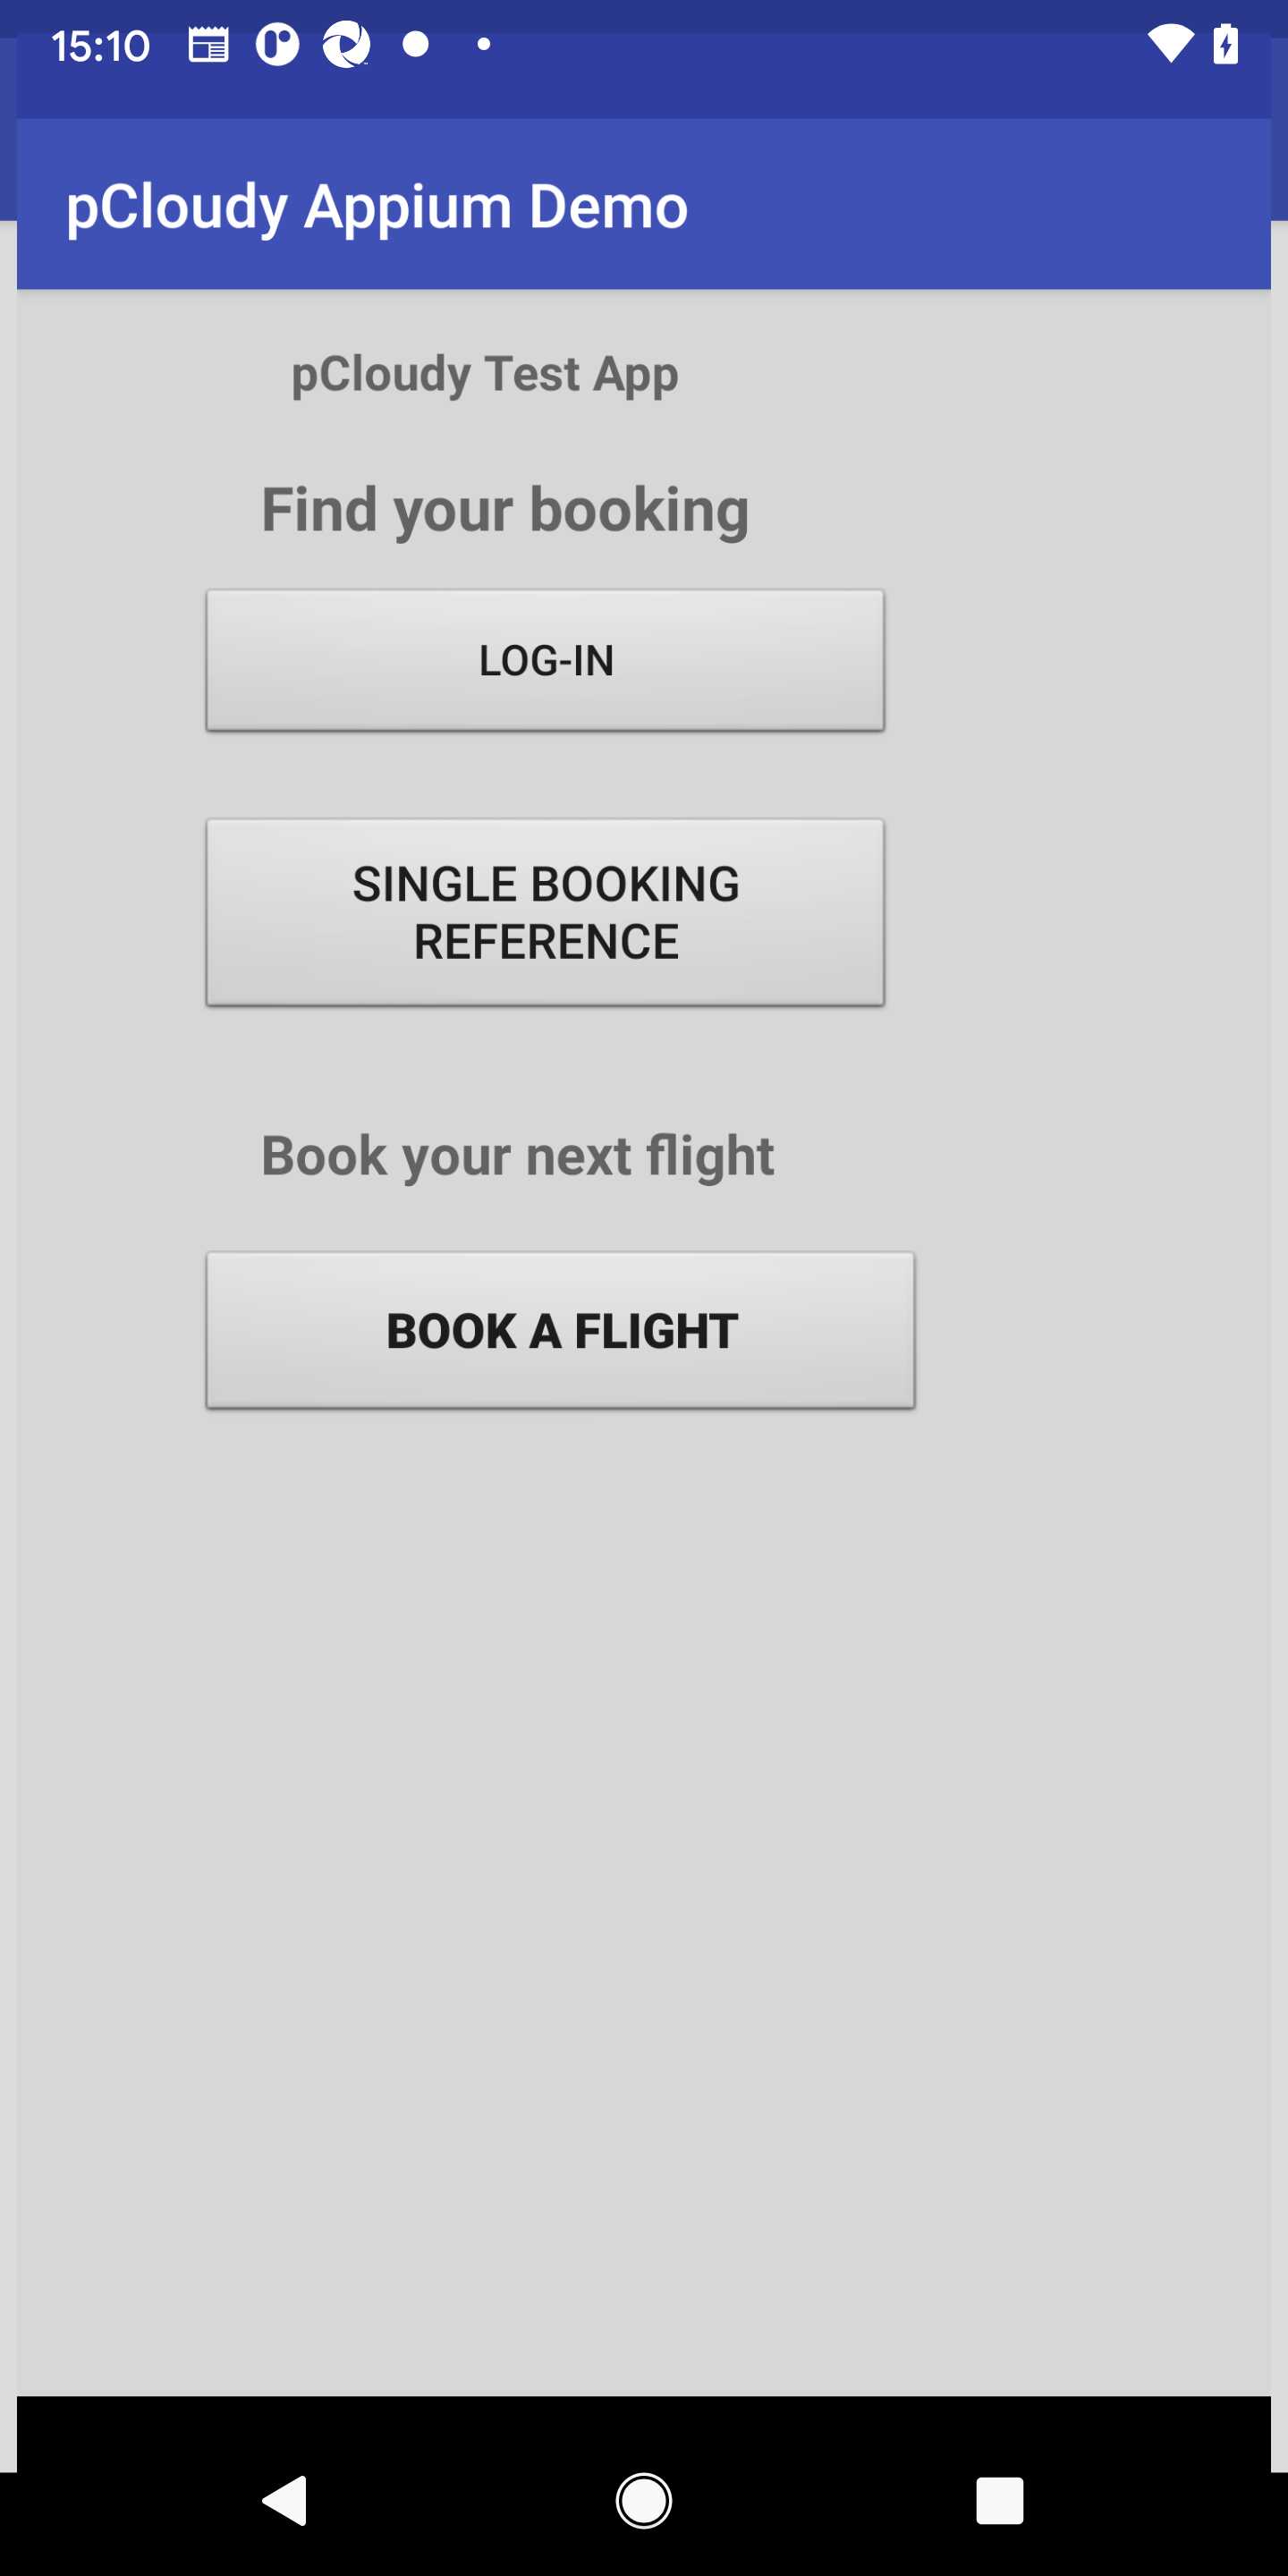 15:10
pCloudy Appium Demo
pCloudy Test App
Find your booking
LOG-IN
SINGLE BOOKING
REFERENCE
Book your next flight
BOOK A FLIGHT